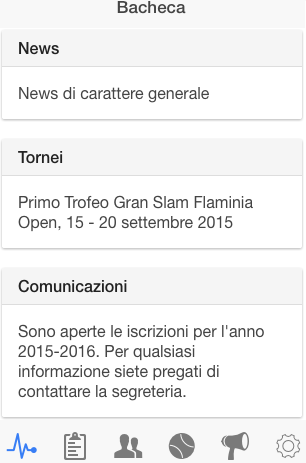 Bacheca
News
News di carattere generale
Tornei
Primo Trofeo Gran Slam Flaminia
Open, 15 - 20 settembre 2015
Comunicazioni
Sono aperte le iscrizioni per l'anno
2015-2016. Per qualsiasi
informazione siete pregati di
contattare la segreteria.